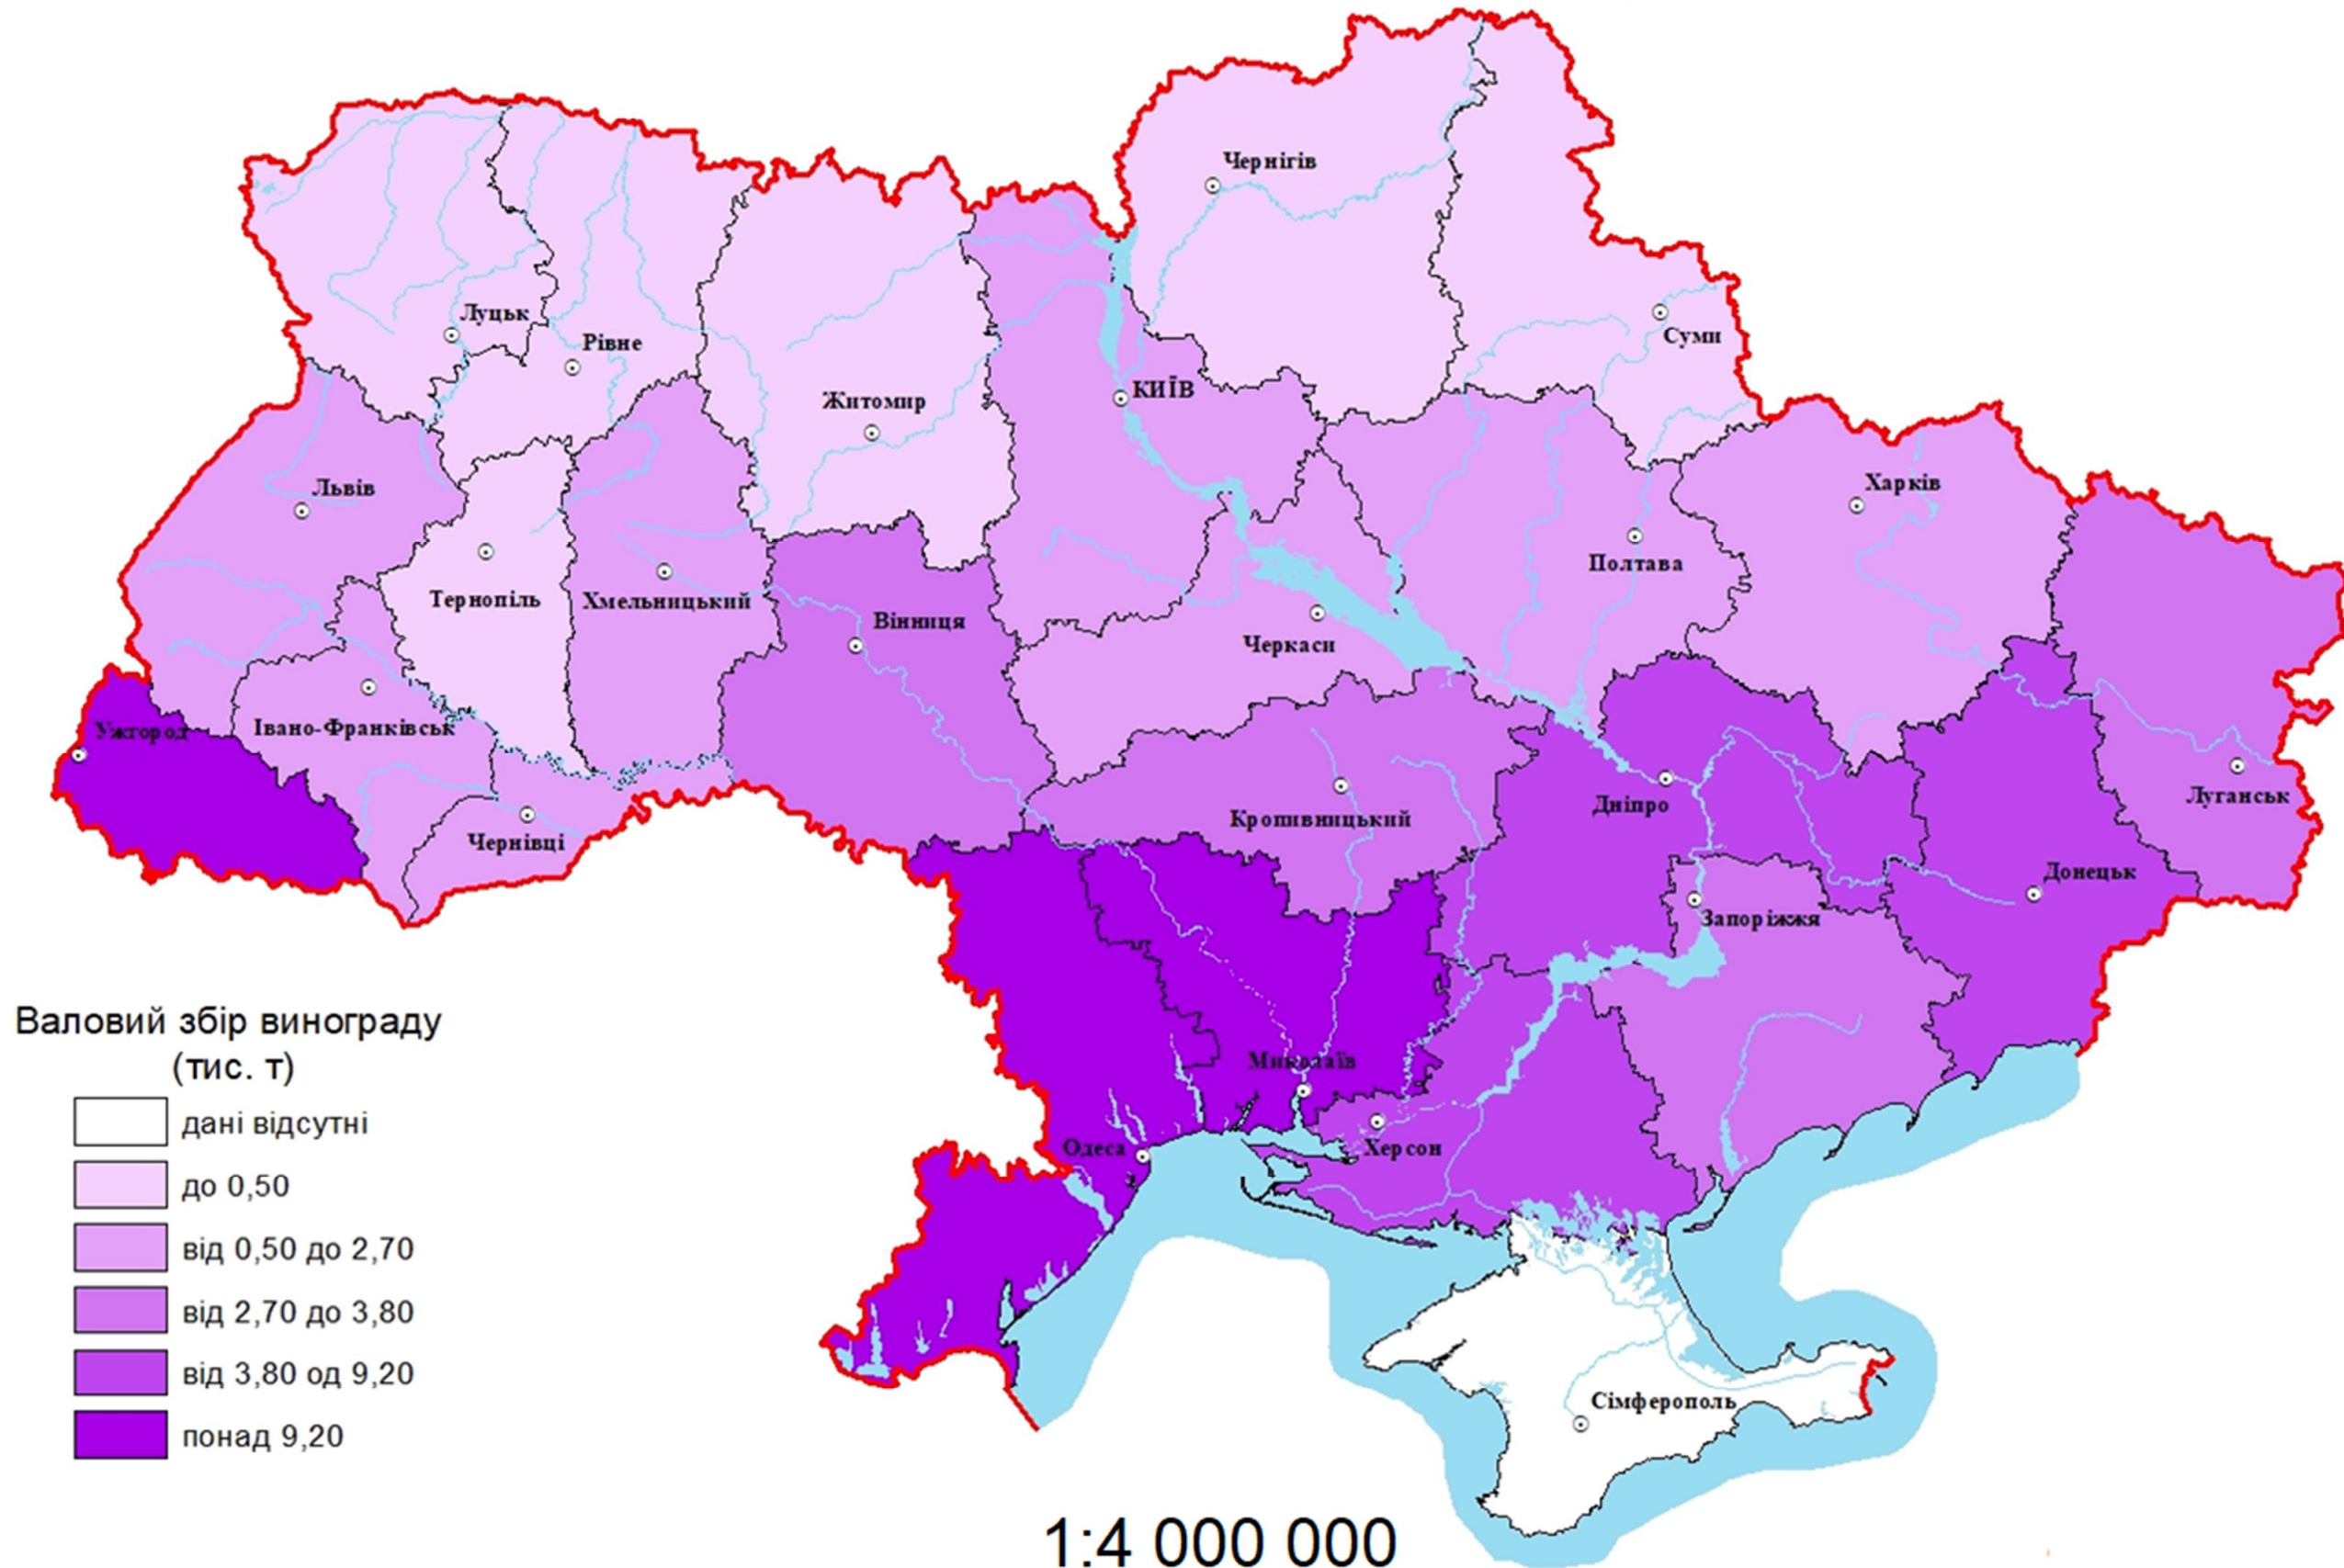 Чернігів
Луцьк
Рівне
Суми
КИЇВ
Житомир
Львів
Харків
Полтава
Тернопіль
Хмельницький
Вінниця
Черкаси
Ужгород
Івано-Франківськ
Луганськ
Дніпро
Кропивницький
Чернівці
Донецьк
Запоріжжя
Валовий збір винограду
(тис. т)
Миколаїв
дані відсутні
Одеса
Херсон
до 0,50
від 0,50 до 2,70
від 2,70 до 3,80
від 3,80 од 9,20
Сімферополь
понад 9,20
1:4 000 000